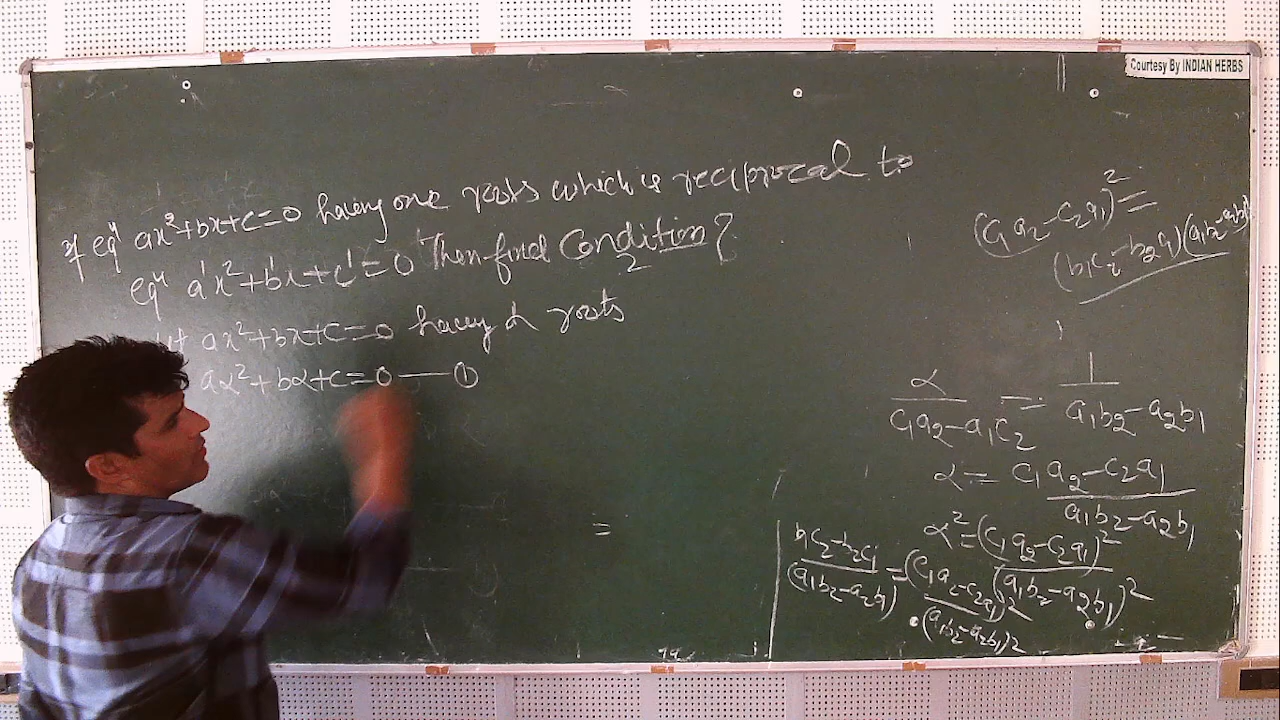 Courtesy By INDIAN HERBS
If eqⁿ ax²+bx+c=0 having one roots which is reciprocal to
eqⁿ a'x²+b'x+c'=0 Then find Condition?
Let ax²+bx+c=0 having α roots
aα²+bα+c=0 — ①
=
(c₁a₂-c₂a₁)²=
(b₁c₂-b₂c₁)(a₁b₂-a₂b₁)
α/(c₁a₂-a₁c₂) = 1/(a₁b₂-a₂b₁)
α = (c₁a₂-c₂a₁)/(a₁b₂-a₂b₁)
α² = (c₁a₂-c₂a₁)²/(a₁b₂-a₂b₁)²
(b₁c₂-b₂c₁)/(a₁b₂-a₂b₁) = (c₁a₂-c₂a₁)²/(a₁b₂-a₂b₁)²